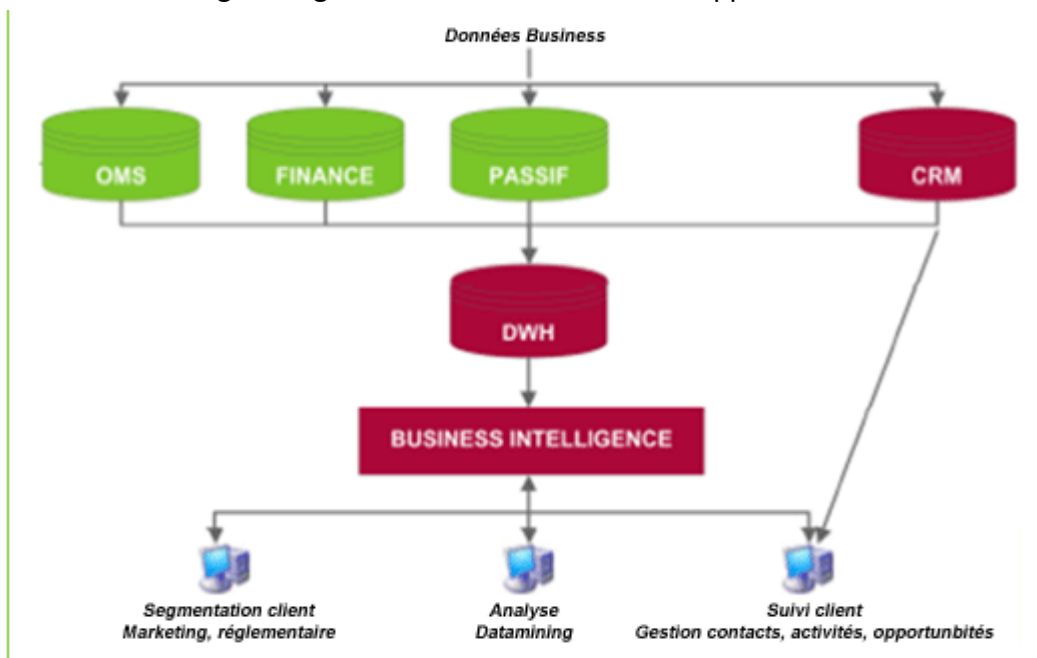 Données Business
OMS
FINANCE
PASSIF
CRM
DWH
BUSINESS INTELLIGENCE
Segmentation client
Marketing, réglementaire
Analyse
Datamining
Suivi client
Gestion contacts, activités, opportunbités